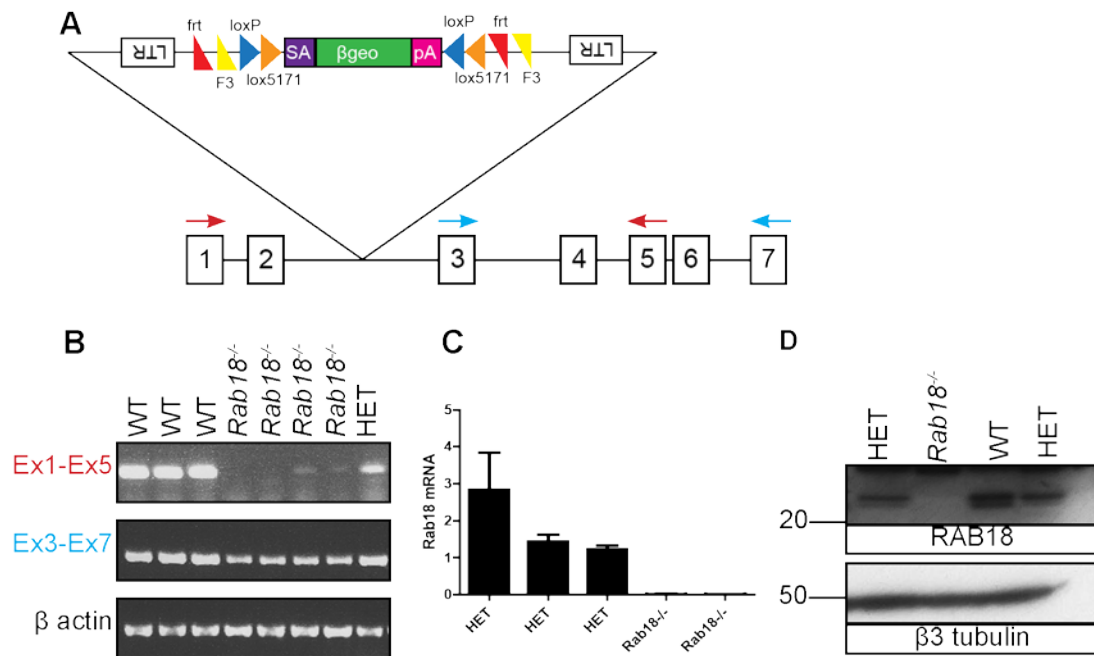 A
frt
loxP
loxP
frt
LTR
SA
βgeo
pA
LTR
F3
lox5171
lox5171
F3
1
2
3
4
5
6
7
B
WT
WT
WT
Rab18-/-
Rab18-/-
Rab18-/-
Rab18-/-
HET
Ex1-Ex5
Ex3-Ex7
β actin
C
Rab18 mRNA
5
4
3
2
1
0
HET
HET
HET
Rab18-/-
Rab18-/-
D
HET
Rab18-/-
WT
HET
20
RAB18
50
β3 tubulin